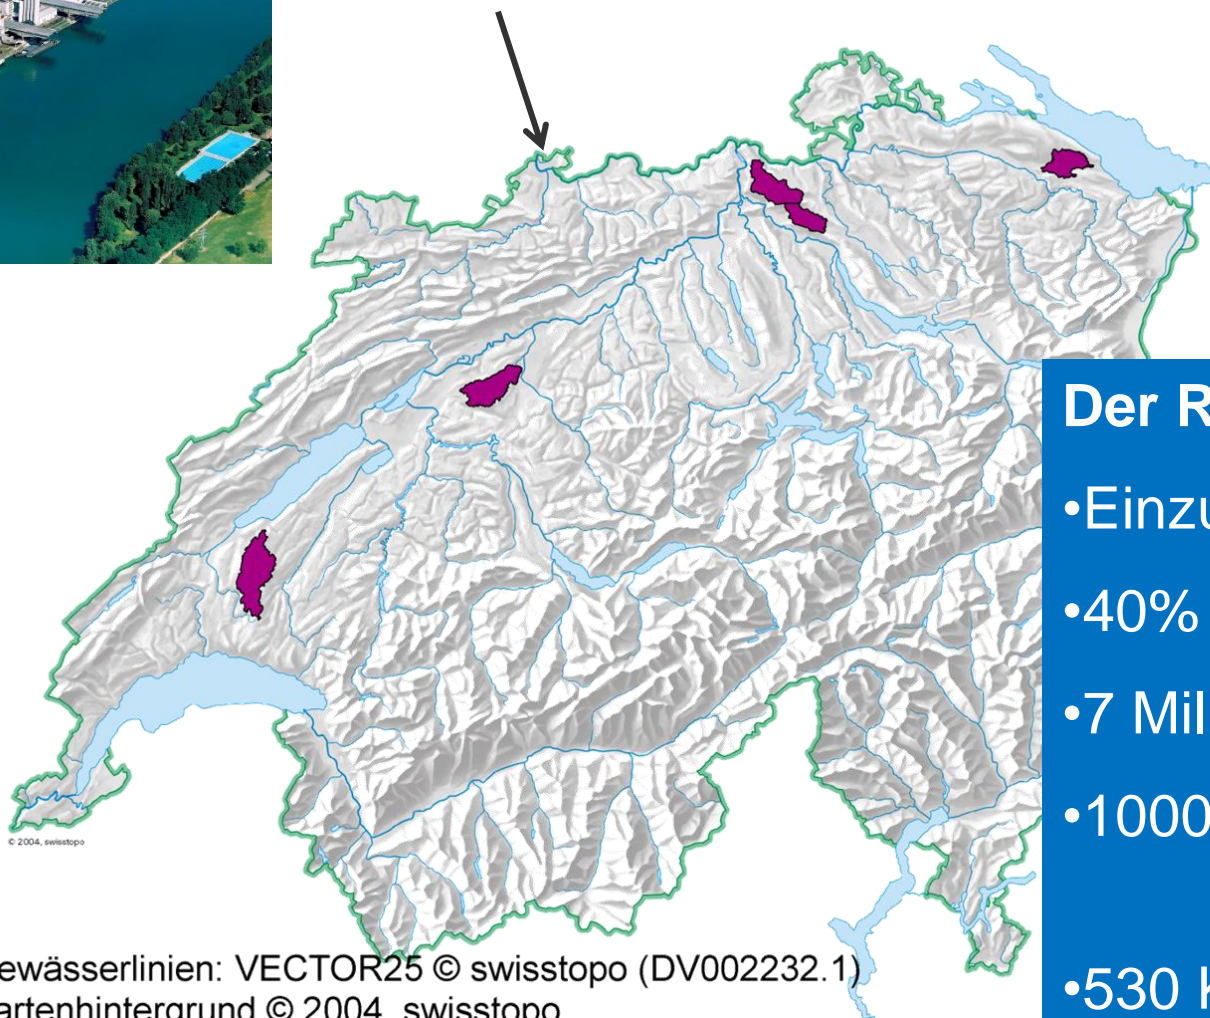 Der R
•Einzu
•40%
•7 Mil
•1000
•530 K
© 2004, swisstopo
ewässerlinien: VECTOR25 © swisstopo (DV002232.1)
artenhintergrund © 2004, swisstopo